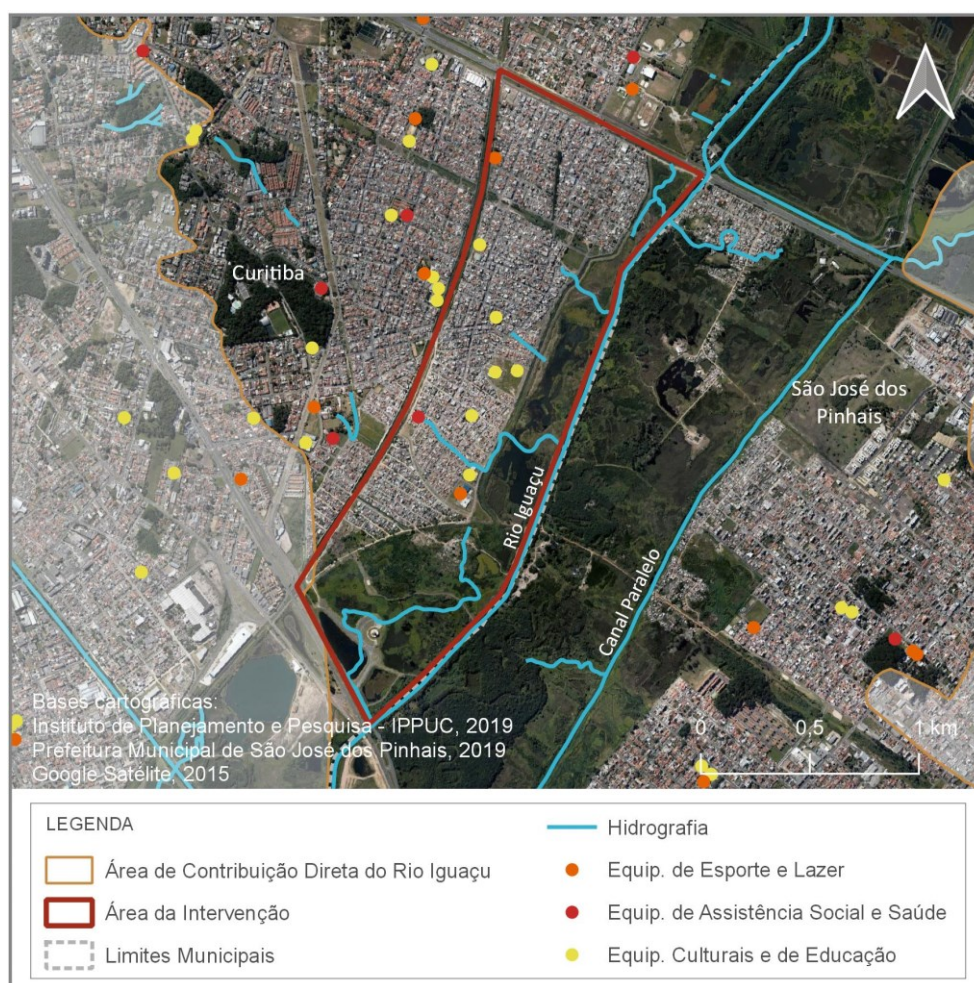 Curitiba
São José dos
Pinhais
Rio Iguaçu
Canal Paralelo
Bases cartográficas:
Instituto de Planejamento e Pesquisa - IPPUC, 2019
Prefeitura Municipal de São José dos Pinhais, 2019
Google Satélite, 2015
0 0,5 1 km
LEGENDA
Área de Contribuição Direta do Rio Iguaçu
Área da Intervenção
Limites Municipais
Hidrografia
Equip. de Esporte e Lazer
Equip. de Assistência Social e Saúde
Equip. Culturais e de Educação